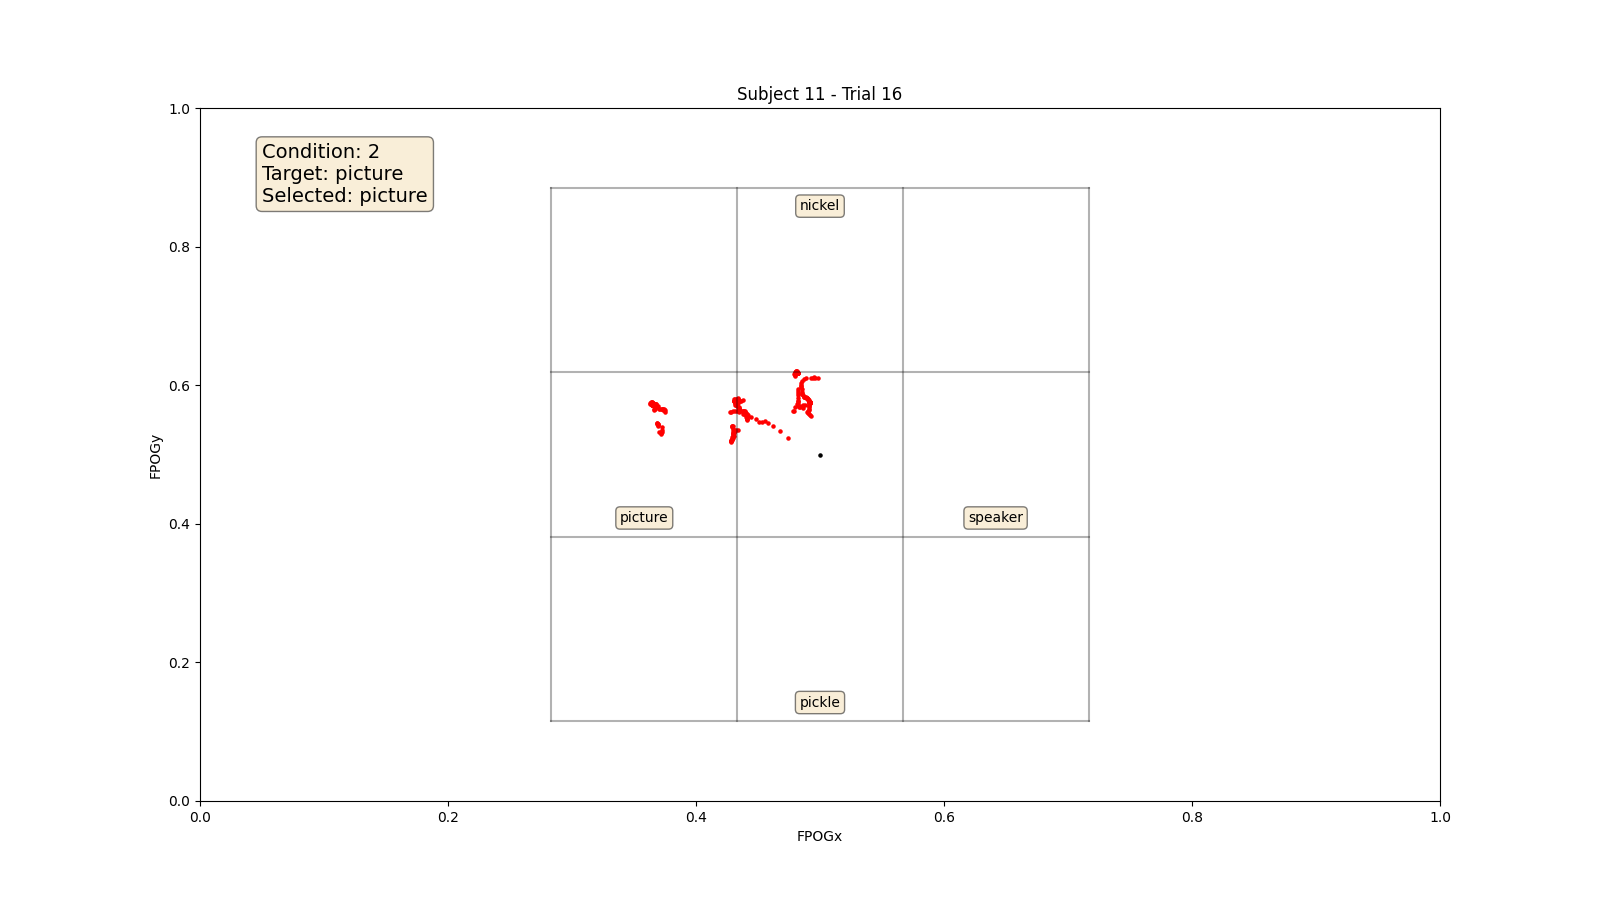 Subject 11 - Trial 16
1.0
Condition: 2
Target: picture
Selected: picture
nickel
0.8
0.6
FPOGy
picture
speaker
0.4
0.2
pickle
0.0
0.0
0.2
0.4
0.6
0.8
1.0
FPOGx